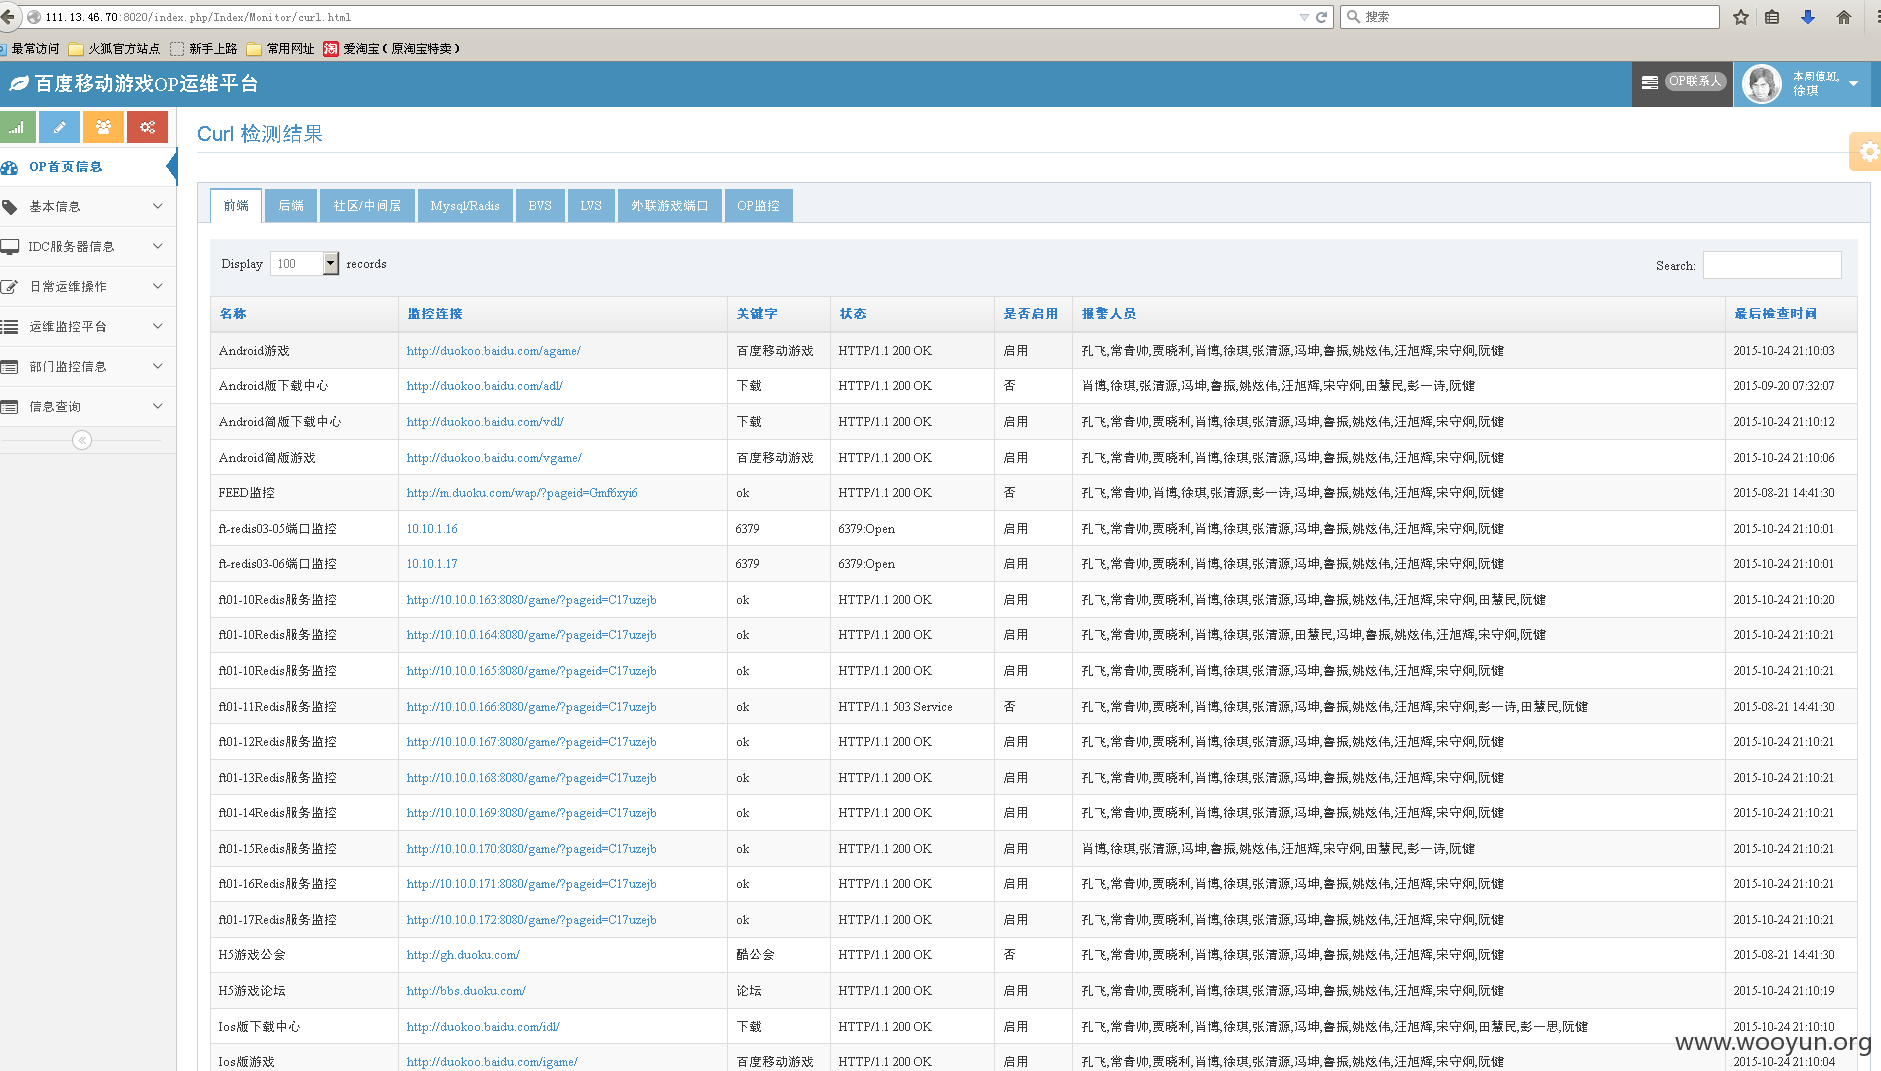 111.13.46.70:8020/index.php/Index/Monitor/curl.html
搜索
最常访问 火狐官方站点 新手上路 常用网址 淘 爱淘宝(原淘宝特卖)
百度移动游戏OP运维平台
OP联系人
本周值班,
徐琪
OP首页信息
基本信息
IDC服务器信息
日常运维操作
运维监控平台
部门监控信息
信息查询
Curl 检测结果
前端 后端 社区/中间层 Mysql/Radis BVS LVS 外联游戏端口 OP监控
Display 100 records
Search:
名称 监控连接 关键字 状态 是否启用 报警人员 最后检查时间
Android游戏 http://duokoo.baidu.com/agame/ 百度移动游戏 HTTP/1.1 200 OK 启用 孔飞,常青帅,贾晓利,肖博,徐琪,张清源,冯坤,鲁振,姚炫伟,汪旭辉,宋守炯,阮健 2015-10-24 21:10:03
Android版下载中心 http://duokoo.baidu.com/adl/ 下载 HTTP/1.1 200 OK 否 肖博,徐琪,张清源,冯坤,鲁振,姚炫伟,汪旭辉,宋守炯,田慧民,彭一诗,阮健 2015-09-20 07:32:07
Android简版下载中心 http://duokoo.baidu.com/vdl/ 下载 HTTP/1.1 200 OK 启用 孔飞,常青帅,贾晓利,肖博,徐琪,张清源,冯坤,鲁振,姚炫伟,汪旭辉,宋守炯,阮健 2015-10-24 21:10:12
Android简版游戏 http://duokoo.baidu.com/vgame/ 百度移动游戏 HTTP/1.1 200 OK 启用 孔飞,常青帅,贾晓利,肖博,徐琪,张清源,冯坤,鲁振,姚炫伟,汪旭辉,宋守炯,阮健 2015-10-24 21:10:06
FEED监控 http://m.duoku.com/wap/?pageid=Gmf6xyi6 ok HTTP/1.1 200 OK 否 孔飞,常青帅,肖博,徐琪,张清源,彭一诗,冯坤,鲁振,姚炫伟,汪旭辉,宋守炯,阮健 2015-08-21 14:41:30
ft-redis03-05端口监控 10.10.1.16 6379 6379:Open 启用 孔飞,常青帅,贾晓利,肖博,徐琪,张清源,冯坤,鲁振,姚炫伟,汪旭辉,宋守炯,阮健 2015-10-24 21:10:01
ft-redis03-06端口监控 10.10.1.17 6379 6379:Open 启用 孔飞,常青帅,贾晓利,肖博,徐琪,张清源,冯坤,鲁振,姚炫伟,汪旭辉,宋守炯,阮健 2015-10-24 21:10:01
ft01-10Redis服务监控 http://10.10.0.163:8080/game/?pageid=C17uzejb ok HTTP/1.1 200 OK 启用 孔飞,常青帅,贾晓利,肖博,徐琪,张清源,冯坤,鲁振,姚炫伟,汪旭辉,宋守炯,田慧民,阮健 2015-10-24 21:10:20
ft01-10Redis服务监控 http://10.10.0.164:8080/game/?pageid=C17uzejb ok HTTP/1.1 200 OK 启用 孔飞,常青帅,贾晓利,肖博,徐琪,张清源,田慧民,冯坤,鲁振,姚炫伟,汪旭辉,宋守炯,阮健 2015-10-24 21:10:21
ft01-10Redis服务监控 http://10.10.0.165:8080/game/?pageid=C17uzejb ok HTTP/1.1 200 OK 启用 孔飞,常青帅,贾晓利,肖博,徐琪,张清源,冯坤,鲁振,姚炫伟,汪旭辉,宋守炯,阮健 2015-10-24 21:10:21
ft01-11Redis服务监控 http://10.10.0.166:8080/game/?pageid=C17uzejb ok HTTP/1.1 503 Service 否 孔飞,常青帅,贾晓利,肖博,徐琪,张清源,冯坤,鲁振,姚炫伟,汪旭辉,宋守炯,彭一诗,田慧民,阮健 2015-08-21 14:41:30
ft01-12Redis服务监控 http://10.10.0.167:8080/game/?pageid=C17uzejb ok HTTP/1.1 200 OK 启用 孔飞,常青帅,贾晓利,肖博,徐琪,张清源,冯坤,鲁振,姚炫伟,汪旭辉,宋守炯,阮健 2015-10-24 21:10:21
ft01-13Redis服务监控 http://10.10.0.168:8080/game/?pageid=C17uzejb ok HTTP/1.1 200 OK 启用 孔飞,常青帅,贾晓利,肖博,徐琪,张清源,冯坤,鲁振,姚炫伟,汪旭辉,宋守炯,阮健 2015-10-24 21:10:21
ft01-14Redis服务监控 http://10.10.0.169:8080/game/?pageid=C17uzejb ok HTTP/1.1 200 OK 启用 孔飞,常青帅,贾晓利,肖博,徐琪,张清源,冯坤,鲁振,姚炫伟,汪旭辉,宋守炯,阮健 2015-10-24 21:10:21
ft01-15Redis服务监控 http://10.10.0.170:8080/game/?pageid=C17uzejb ok HTTP/1.1 200 OK 启用 肖博,徐琪,张清源,冯坤,鲁振,姚炫伟,汪旭辉,宋守炯,田慧民,彭一诗,阮健 2015-10-24 21:10:21
ft01-16Redis服务监控 http://10.10.0.171:8080/game/?pageid=C17uzejb ok HTTP/1.1 200 OK 启用 孔飞,常青帅,贾晓利,肖博,徐琪,张清源,冯坤,鲁振,姚炫伟,汪旭辉,宋守炯,阮健 2015-10-24 21:10:21
ft01-17Redis服务监控 http://10.10.0.172:8080/game/?pageid=C17uzejb ok HTTP/1.1 200 OK 启用 孔飞,常青帅,贾晓利,肖博,徐琪,张清源,冯坤,鲁振,姚炫伟,汪旭辉,宋守炯,阮健 2015-10-24 21:10:21
H5游戏公会 http://gh.duoku.com/ 酷公会 HTTP/1.1 200 OK 否 孔飞,常青帅,贾晓利,肖博,徐琪,张清源,冯坤,鲁振,姚炫伟,汪旭辉,宋守炯,阮健 2015-08-21 14:41:30
H5游戏论坛 http://bbs.duoku.com/ 论坛 HTTP/1.1 200 OK 启用 孔飞,常青帅,贾晓利,肖博,徐琪,张清源,冯坤,鲁振,姚炫伟,汪旭辉,宋守炯,阮健 2015-10-24 21:10:19
Ios版下载中心 http://duokoo.baidu.com/idl/ 下载 HTTP/1.1 200 OK 启用 孔飞,常青帅,贾晓利,肖博,徐琪,张清源,冯坤,鲁振,姚炫伟,汪旭辉,宋守炯,田慧民,彭一思,阮健 2015-10-24 21:10:10
Ios版游戏 http://duokoo.baidu.com/igame/ 百度移动游戏 HTTP/1.1 200 OK 启用 孔飞,常青帅,贾晓利,肖博,徐琪,张清源,冯坤,鲁振,姚炫伟,汪旭辉,宋守炯,阮健 2015-10-24 21:10:04
www.wooyun.org